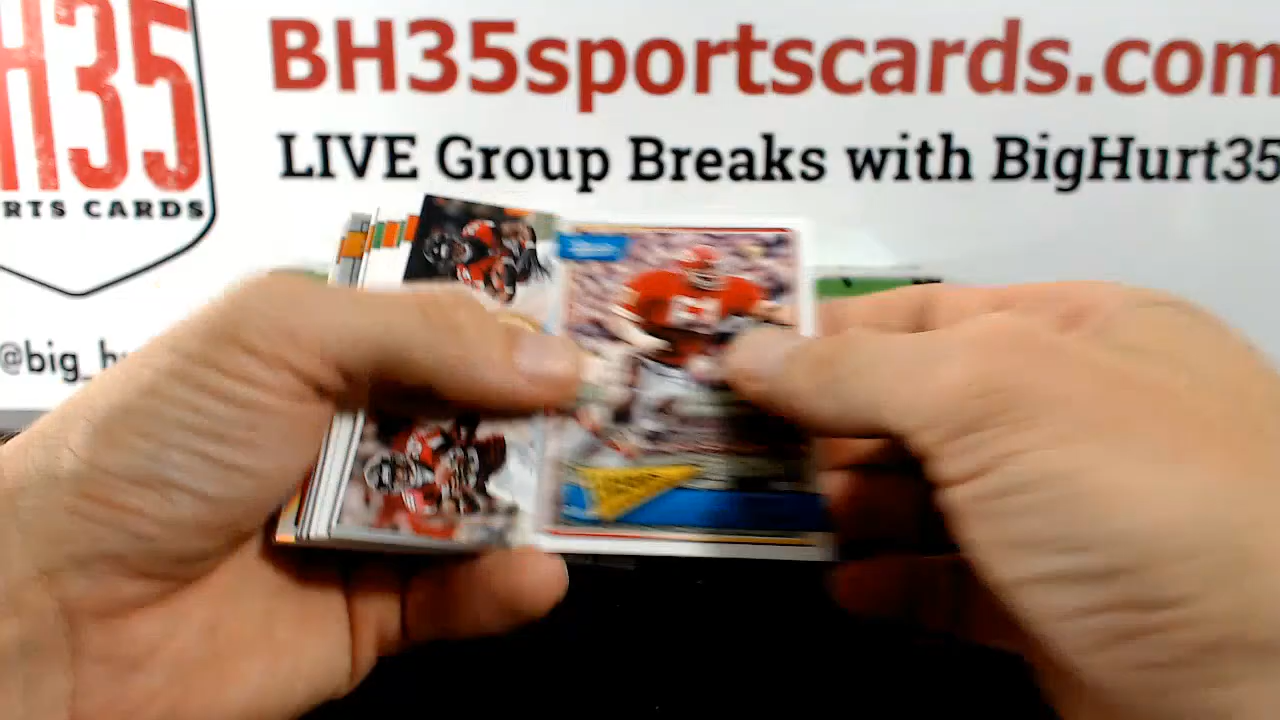 H35
RTS CARDS
BH35sportscards.com
LIVE Group Breaks with BigHurt35
@big_h